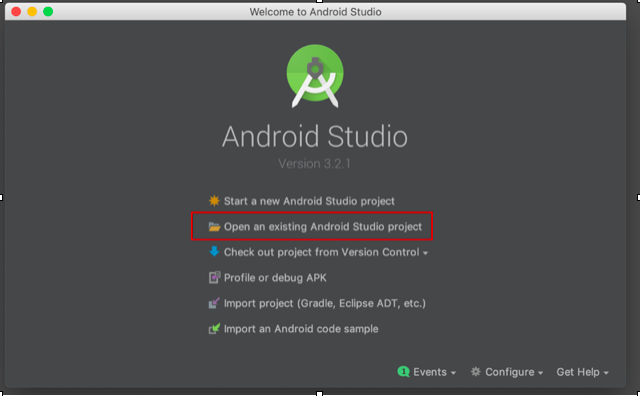 Welcome to Android Studio
Android Studio
Version 3.2.1
Start a new Android Studio project
Open an existing Android Studio project
Check out project from Version Control
Profile or debug APK
Import project (Gradle, Eclipse ADT, etc.)
Import an Android code sample
1 Events Configure Get Help